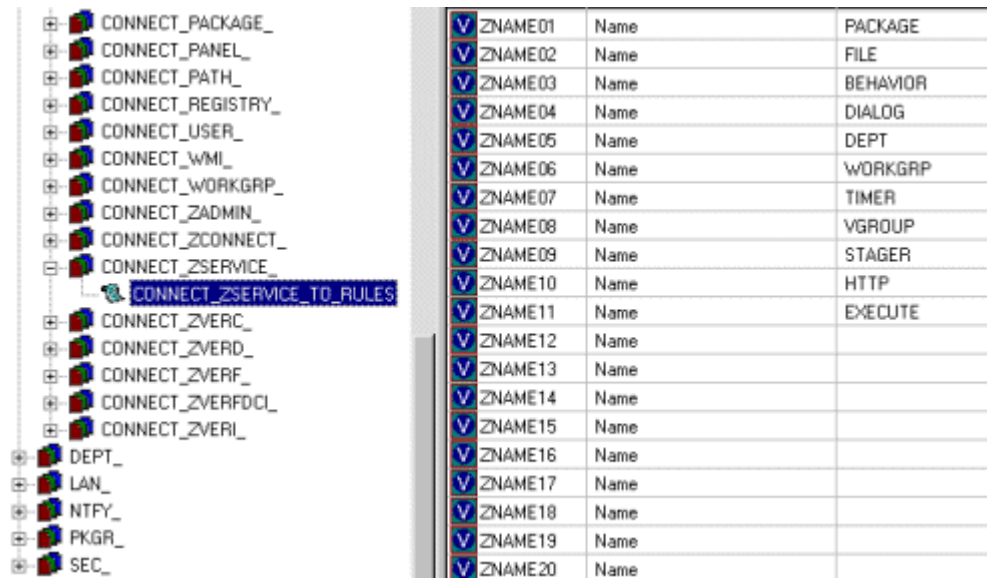 CONNECT_PACKAGE_
CONNECT_PANEL_
CONNECT_PATH_
CONNECT_REGISTRY_
CONNECT_USER_
CONNECT_WMI_
CONNECT_WORKGRP_
CONNECT_ZADMIN_
CONNECT_ZCONNECT_
CONNECT_ZSERVICE_
CONNECT_ZSERVICE_TO_RULES
CONNECT_ZVERC_
CONNECT_ZVERD_
CONNECT_ZVERF_
CONNECT_ZVERFDCI_
CONNECT_ZVERI_
DEPT_
LAN_
NTFY_
PKGR_
SEC_
V ZNAME01 Name PACKAGE
V ZNAME02 Name FILE
V ZNAME03 Name BEHAVIOR
V ZNAME04 Name DIALOG
V ZNAME05 Name DEPT
V ZNAME06 Name WORKGRP
V ZNAME07 Name TIMER
V ZNAME08 Name VGROUP
V ZNAME09 Name STAGER
V ZNAME10 Name HTTP
V ZNAME11 Name EXECUTE
V ZNAME12 Name
V ZNAME13 Name
V ZNAME14 Name
V ZNAME15 Name
V ZNAME16 Name
V ZNAME17 Name
V ZNAME18 Name
V ZNAME19 Name
V ZNAME20 Name